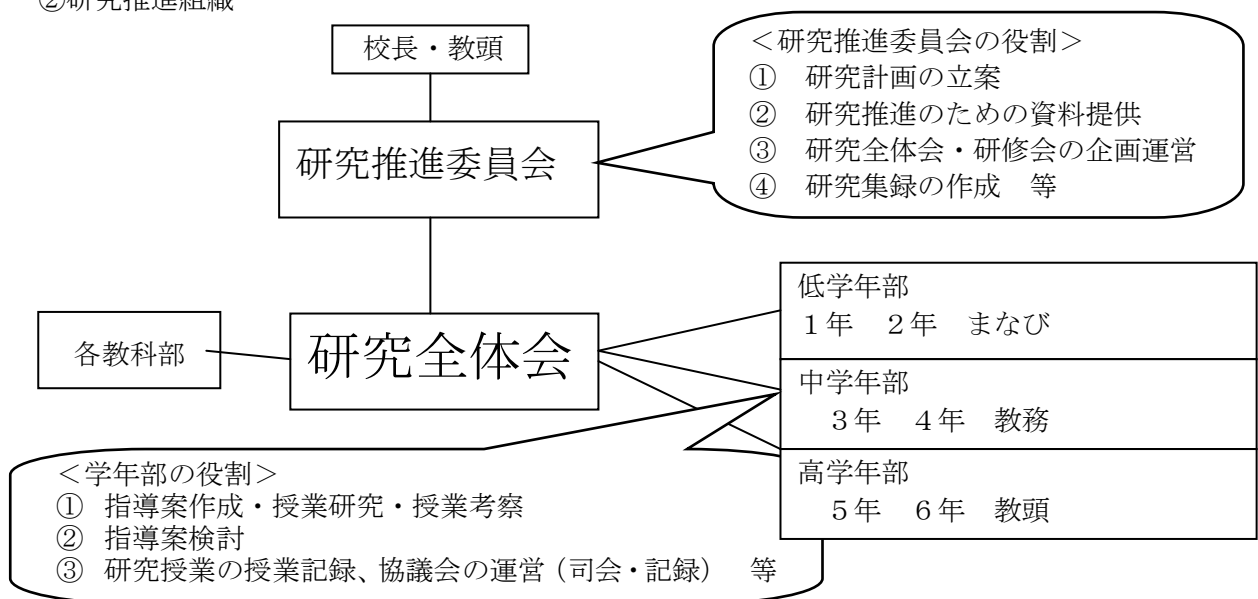 ②研究推進組織
校長・教頭
＜研究推進委員会の役割＞
①　研究計画の立案
②　研究推進のための資料提供
③　研究全体会・研修会の企画運営
④　研究集録の作成　等
研究推進委員会
各教科部
研究全体会
低学年部
１年　２年　まなび
中学年部
３年　４年　教務
高学年部
５年　６年　教頭
＜学年部の役割＞
①　指導案作成・授業研究・授業考察
②　指導案検討
③　研究授業の授業記録、協議会の運営（司会・記録）　等